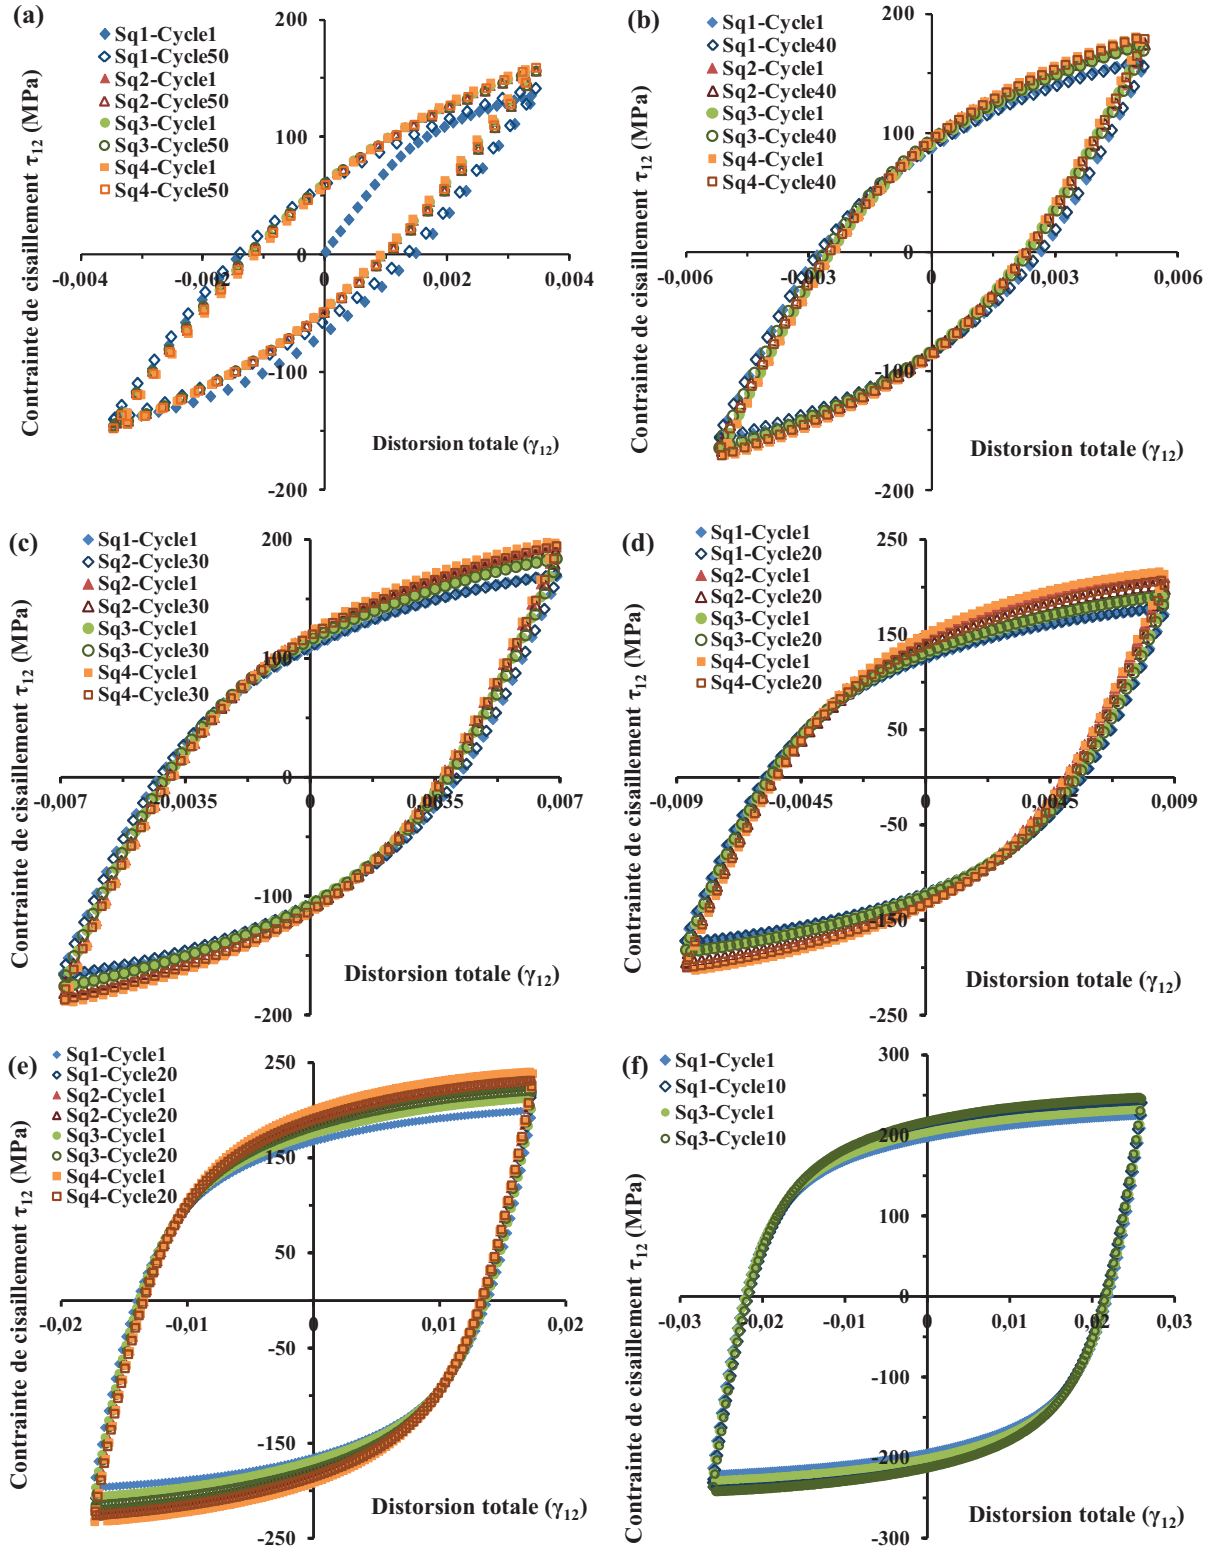 (a)
Contrainte de cisaillement τ12 (MPa)
Sq1-Cycle1
Sq1-Cycle50
Sq2-Cycle1
Sq2-Cycle50
Sq3-Cycle1
Sq3-Cycle50
Sq4-Cycle1
Sq4-Cycle50
200
100
0
-100
-200
-0,004
-0,002
0
0,002
0,004
Distorsion totale (γ12)
(b)
Contrainte de cisaillement τ12 (MPa)
Sq1-Cycle1
Sq1-Cycle40
Sq2-Cycle1
Sq2-Cycle40
Sq3-Cycle1
Sq3-Cycle40
Sq4-Cycle1
Sq4-Cycle40
200
100
0
-100
-200
-0,006
-0,003
0
0,003
0,006
Distorsion totale (γ12)
(c)
Contrainte de cisaillement τ12 (MPa)
Sq1-Cycle1
Sq2-Cycle30
Sq2-Cycle1
Sq2-Cycle30
Sq3-Cycle1
Sq3-Cycle30
Sq4-Cycle1
Sq4-Cycle30
200
100
0
-100
-200
-0,007
-0,0035
0
0,0035
0,007
Distorsion totale (γ12)
(d)
Contrainte de cisaillement τ12 (MPa)
Sq1-Cycle1
Sq1-Cycle20
Sq2-Cycle1
Sq2-Cycle20
Sq3-Cycle1
Sq3-Cycle20
Sq4-Cycle1
Sq4-Cycle20
250
150
50
-50
-150
-250
-0,009
-0,0045
0
0,0045
0,009
Distorsion totale (γ12)
(e)
Contrainte de cisaillement τ12 (MPa)
Sq1-Cycle1
Sq1-Cycle20
Sq2-Cycle1
Sq2-Cycle20
Sq3-Cycle1
Sq3-Cycle20
Sq4-Cycle1
Sq4-Cycle20
250
150
50
-50
-150
-250
-0,02
-0,01
0
0,01
0,02
Distorsion totale (γ12)
(f)
Contrainte de cisaillement τ12 (MPa)
Sq1-Cycle1
Sq1-Cycle10
Sq3-Cycle1
Sq3-Cycle10
300
200
100
0
-100
-200
-300
-0,03
-0,02
-0,01
0
0,01
0,02
0,03
Distorsion totale (γ12)